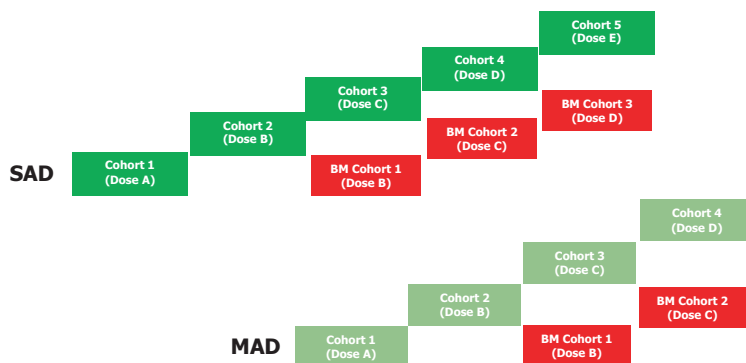 Cohort 5
(Dose E)
Cohort 4
(Dose D)
Cohort 3
(Dose C)
BM Cohort 3
(Dose D)
Cohort 2
(Dose B)
BM Cohort 2
(Dose C)
SAD
Cohort 1
(Dose A)
BM Cohort 1
(Dose B)
Cohort 4
(Dose D)
Cohort 3
(Dose C)
Cohort 2
(Dose B)
BM Cohort 2
(Dose C)
MAD
Cohort 1
(Dose A)
BM Cohort 1
(Dose B)